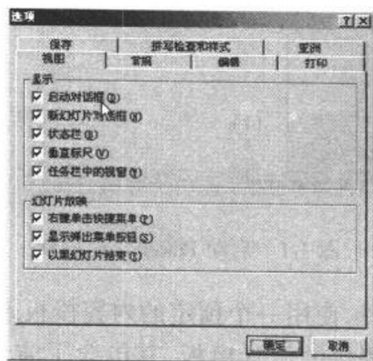 选项
保存 拼写检查和样式 亚洲
视图 常规 编辑 打印
显示
启动对话框(D)
新幻灯片对话框(N)
状态栏(S)
垂直标尺(V)
任务栏中的视窗(T)
幻灯片放映
右键单击快捷菜单(P)
显示弹出菜单按钮(S)
以黑幻灯片结束(E)
确定 取消